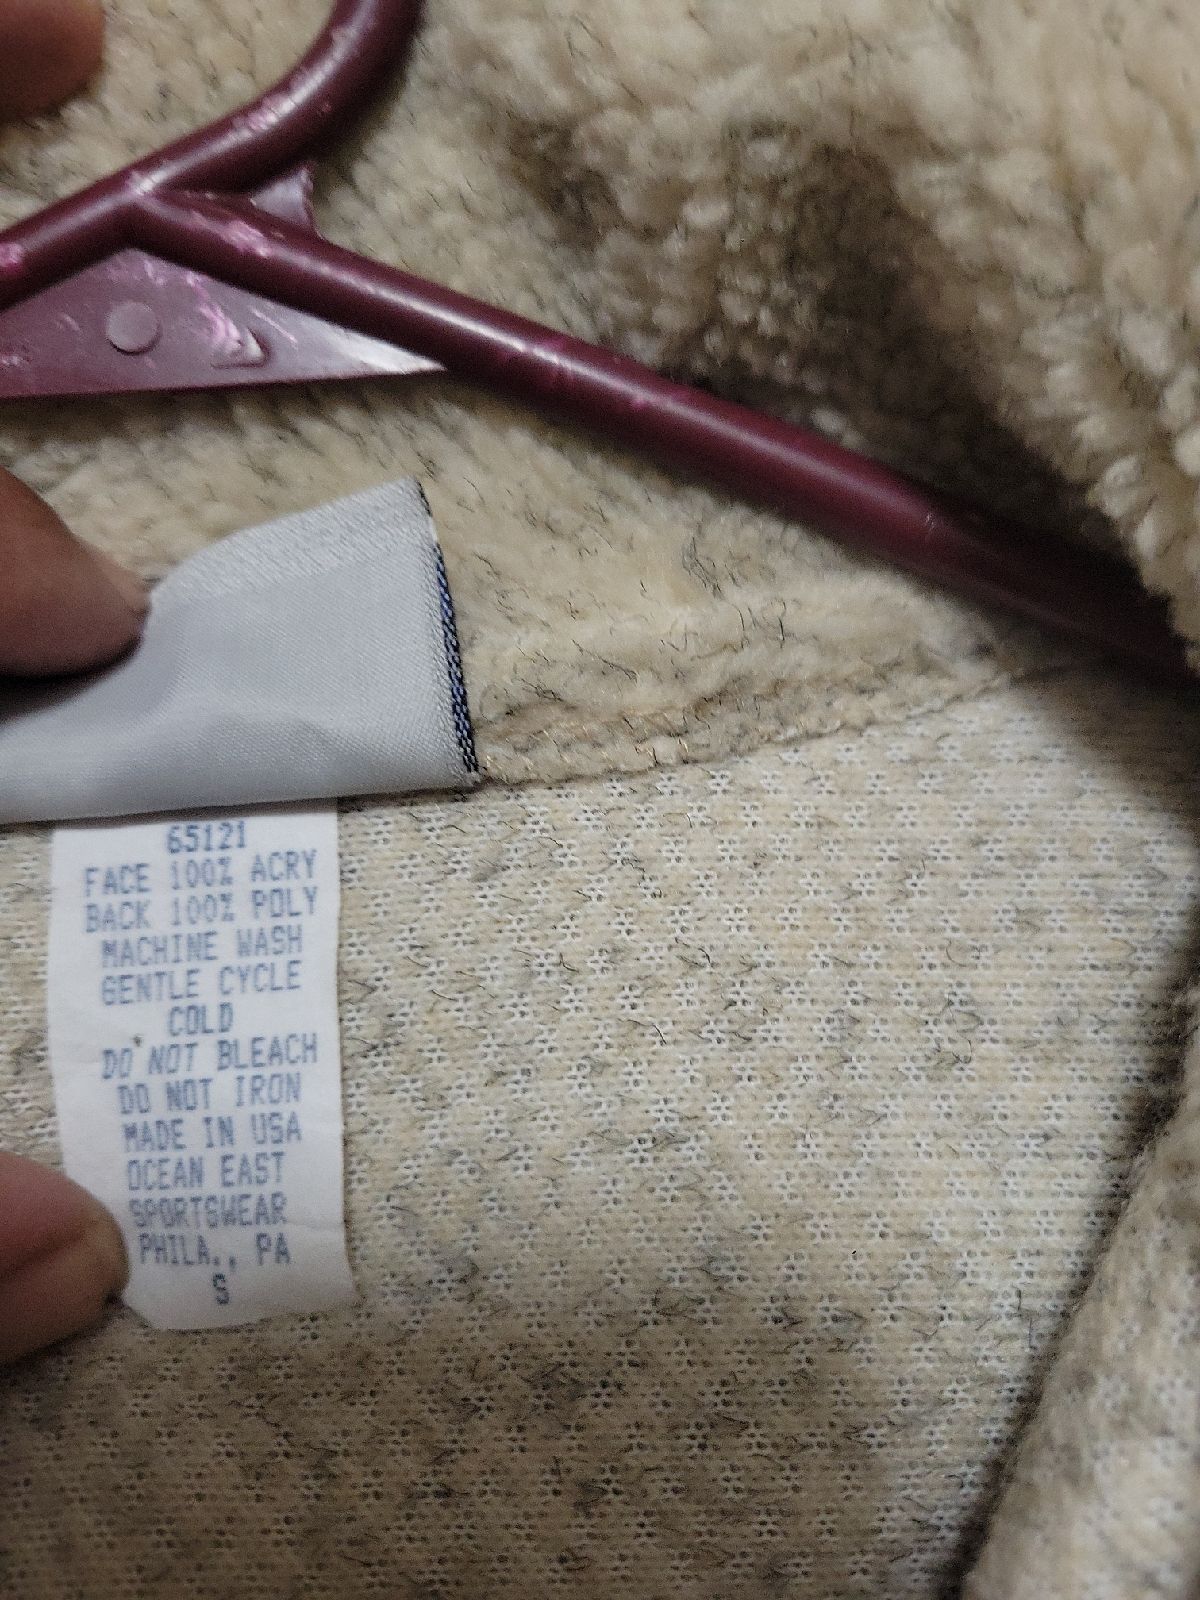 65121
FACE 100% ACRY
BACK 100% POLY
MACHINE WASH
GENTLE CYCLE
COLD
DO NOT BLEACH
DO NOT IRON
MADE IN USA
OCEAN EAST
SPORTSWEAR
PHILA., PA
S